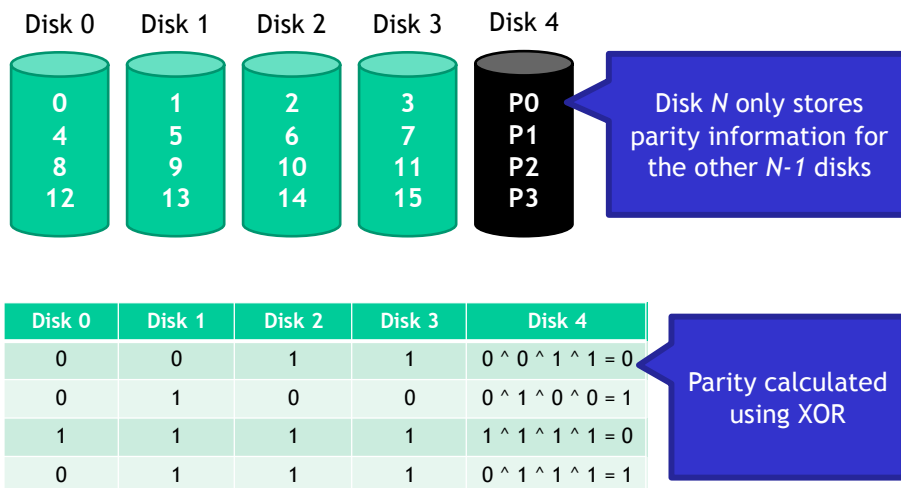 Disk 0 Disk 1 Disk 2 Disk 3 Disk 4
0 1 2 3 P0
4 5 6 7 P1
8 9 10 11 P2
12 13 14 15 P3
Disk N only stores
parity information for
the other N-1 disks
Disk 0 Disk 1 Disk 2 Disk 3 Disk 4
0 0 1 1 0 ^ 0 ^ 1 ^ 1 = 0
0 1 0 0 0 ^ 1 ^ 0 ^ 0 = 1
1 1 1 1 1 ^ 1 ^ 1 ^ 1 = 0
0 1 1 1 0 ^ 1 ^ 1 ^ 1 = 1
Parity calculated
using XOR